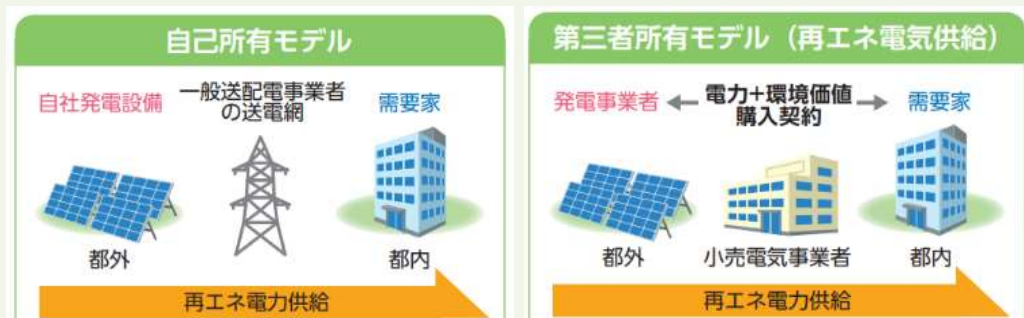 自己所有モデル
自社発電設備
一般送配電事業者
の送電網
需要家
都外
都内
再エネ電力供給
第三者所有モデル（再エネ電気供給）
発電事業者
電力+環境価値
購入契約
需要家
都外
小売電気事業者
都内
再エネ電力供給